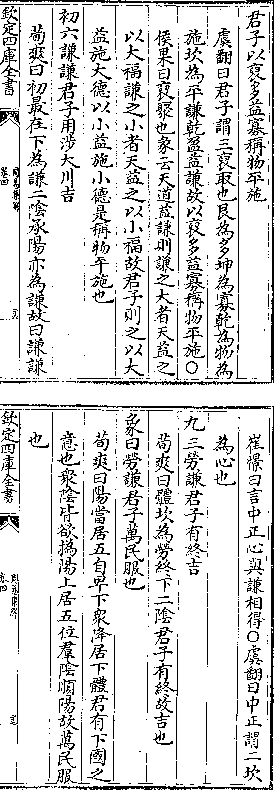 君子以裒多益寡稱物平施
虞翻曰君子謂三裒取也艮為多坤為寡乾為物為
施坎為平謙乾盈益謙故以裒多益寡稱物平施○
侯果曰裒聚也彖云天道益謙則謙之大者天益之
以大福謙之小者天益之以小福故君子則之以大
益施大德以小益施小德是稱物平施也
初六謙謙君子用涉大川吉
荀爽曰初最在下為謙二陰承陽亦為謙故曰謙謙
欽定四庫全書
周易集解
卷四
崔憬曰言中正心與謙相得○虞翻曰中正謂二坎
為心也
九三勞謙君子有終吉
荀爽曰體坎為勞終下二陰君子有終故吉也
象曰勞謙君子萬民服也
荀爽曰陽當居五自卑下衆降居下體君有下國之
意也衆陰皆欲撝陽上居五位羣陰順陽故萬民服
也
欽定四庫全書
周易集解
卷四